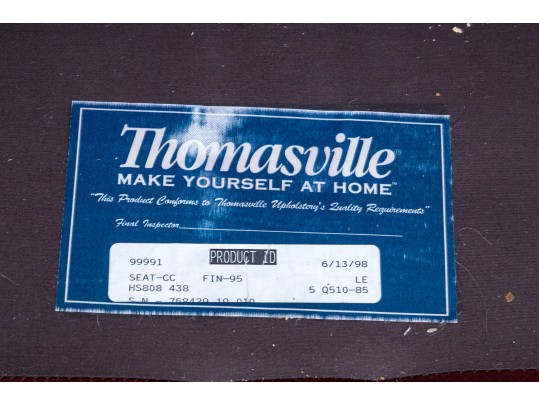 Thomasville
MAKE YOURSELF AT HOME™
"This Product Conforms to Thomasville Upholstery's Quality Requirements"
Final Inspector
99991 PRODUCT ID 6/13/98
SEAT-CC FIN-95 LE
HS808 438 5 Q510-85